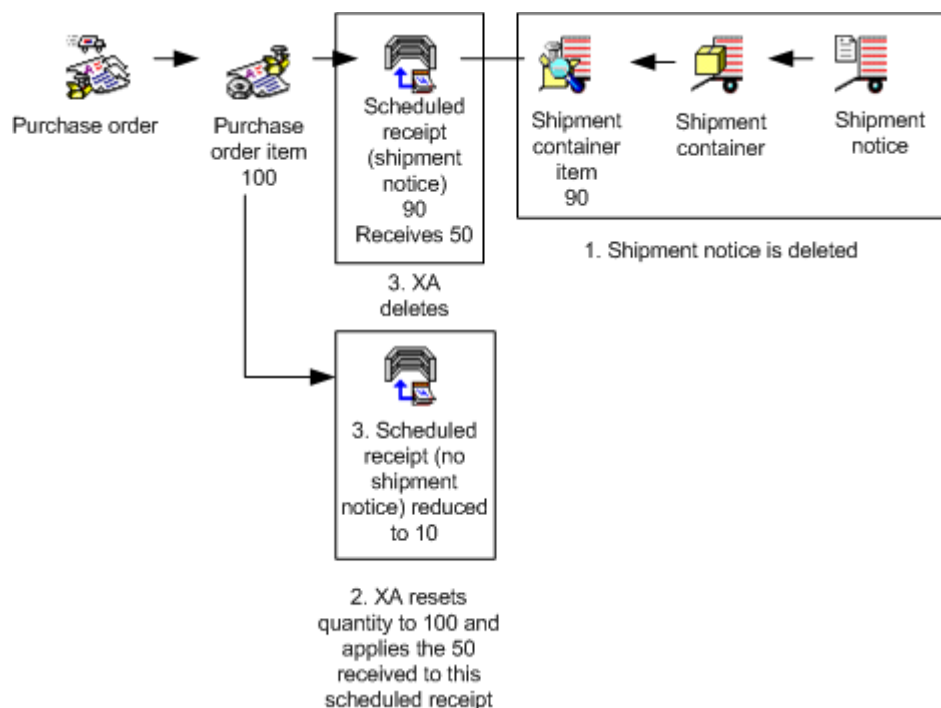 Purchase order
Purchase
order item
100
Scheduled
receipt
(shipment
notice)
90
Receives 50
Shipment
container
item
90
Shipment
container
Shipment
notice
1. Shipment notice is deleted
3. XA
deletes
3. Scheduled
receipt (no
shipment
notice) reduced
to 10
2. XA resets
quantity to 100 and
applies the 50
received to this
scheduled receipt